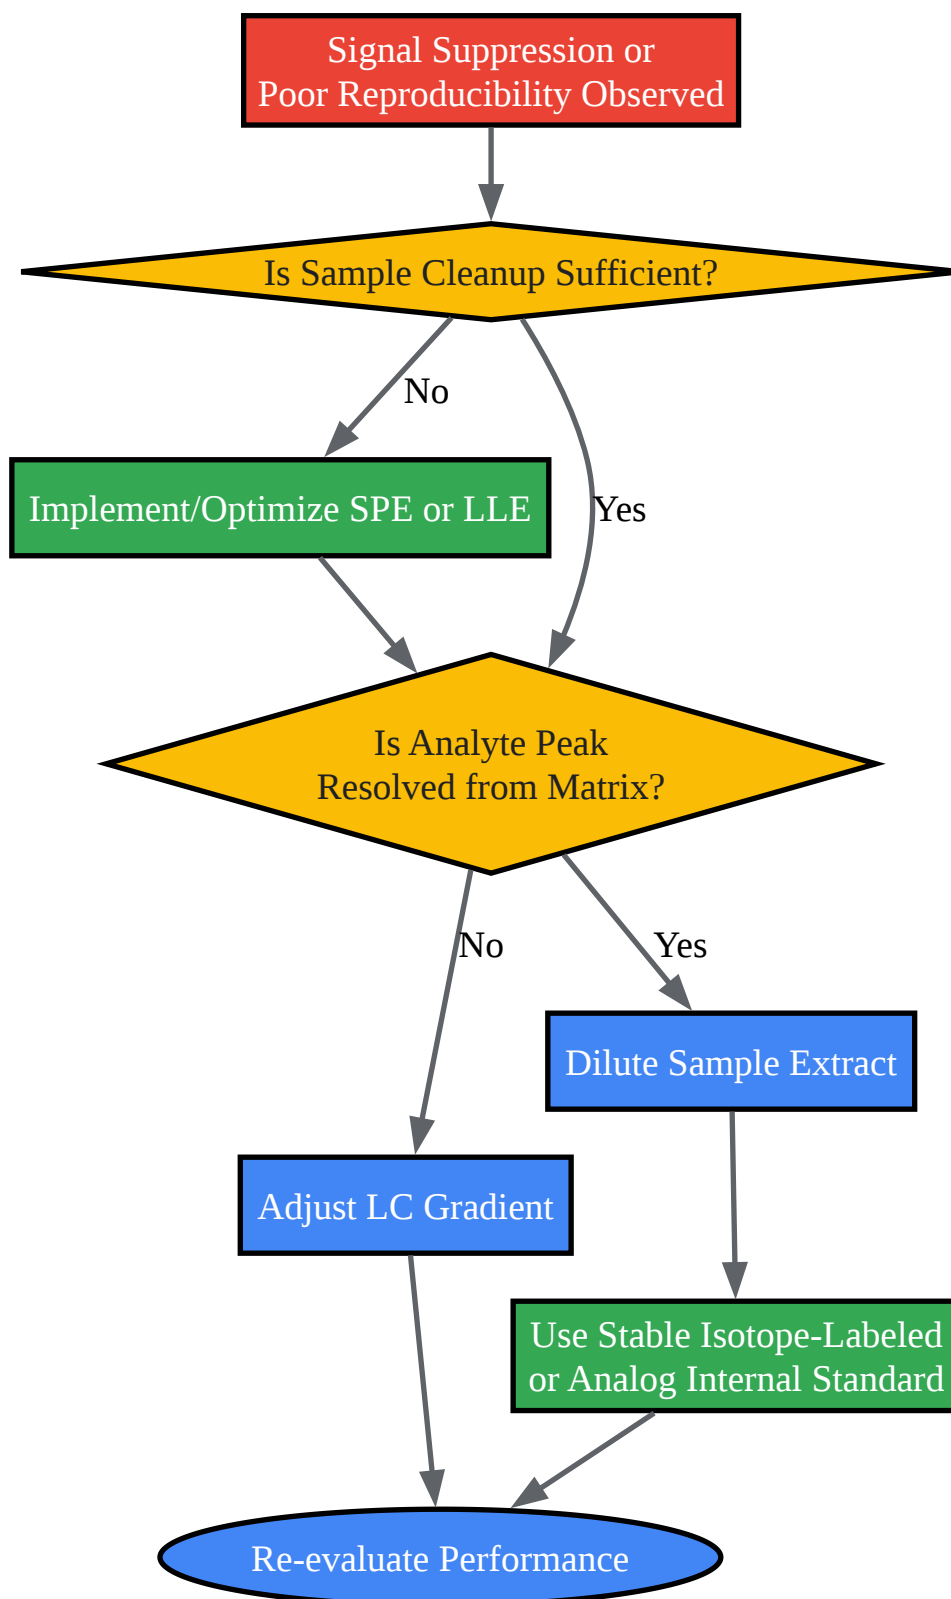 Signal Suppression or
Poor Reproducibility Observed
Is Sample Cleanup Sufficient?
No
Implement/Optimize SPE or LLE
Yes
Is Analyte Peak
Resolved from Matrix?
No
Yes
Dilute Sample Extract
Adjust LC Gradient
Use Stable Isotope-Labeled
or Analog Internal Standard
Re-evaluate Performance